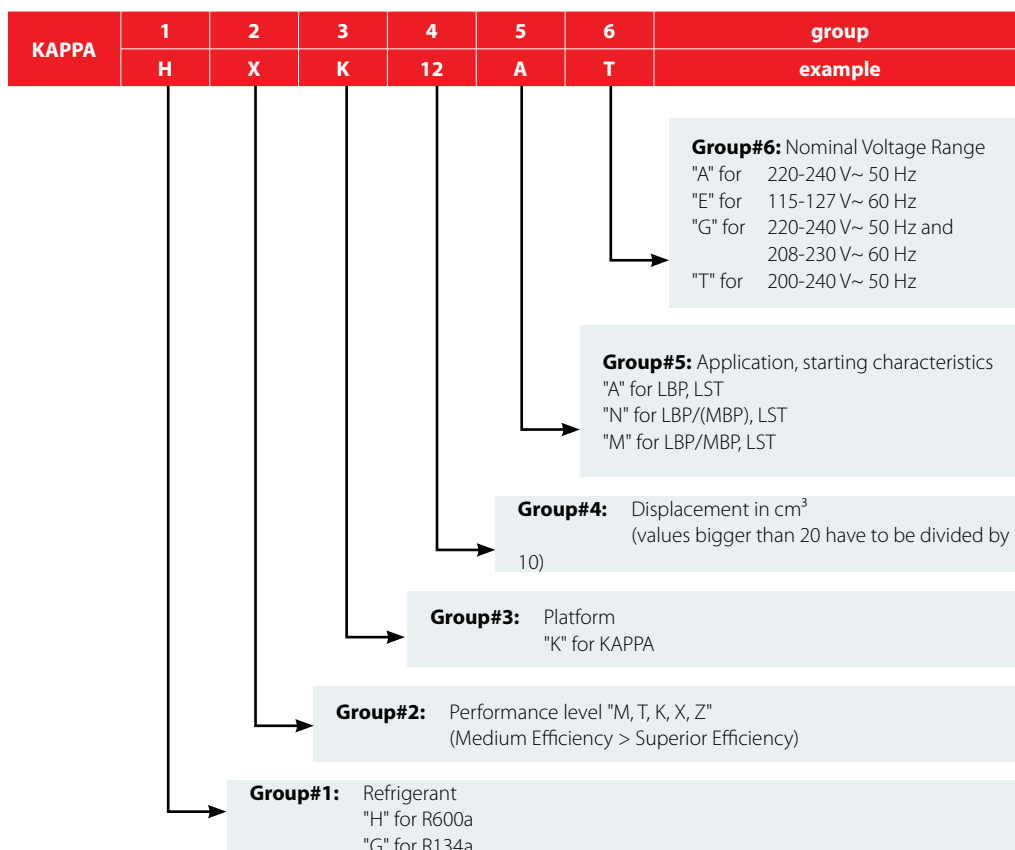 KAPPA 1 2 3 4 5 6 group
H X K 12 A T example
Group#6: Nominal Voltage Range
"A" for 220-240 V~ 50 Hz
"E" for 115-127 V~ 60 Hz
"G" for 220-240 V~ 50 Hz and
208-230 V~ 60 Hz
"T" for 200-240 V~ 50 Hz
Group#5: Application, starting characteristics
"A" for LBP, LST
"N" for LBP/(MBP), LST
"M" for LBP/MBP, LST
Group#4: Displacement in cm³
(values bigger than 20 have to be divided by
10)
Group#3: Platform
"K" for KAPPA
Group#2: Performance level "M, T, K, X, Z"
(Medium Efficiency > Superior Efficiency)
Group#1: Refrigerant
"H" for R600a
"G" for R134a